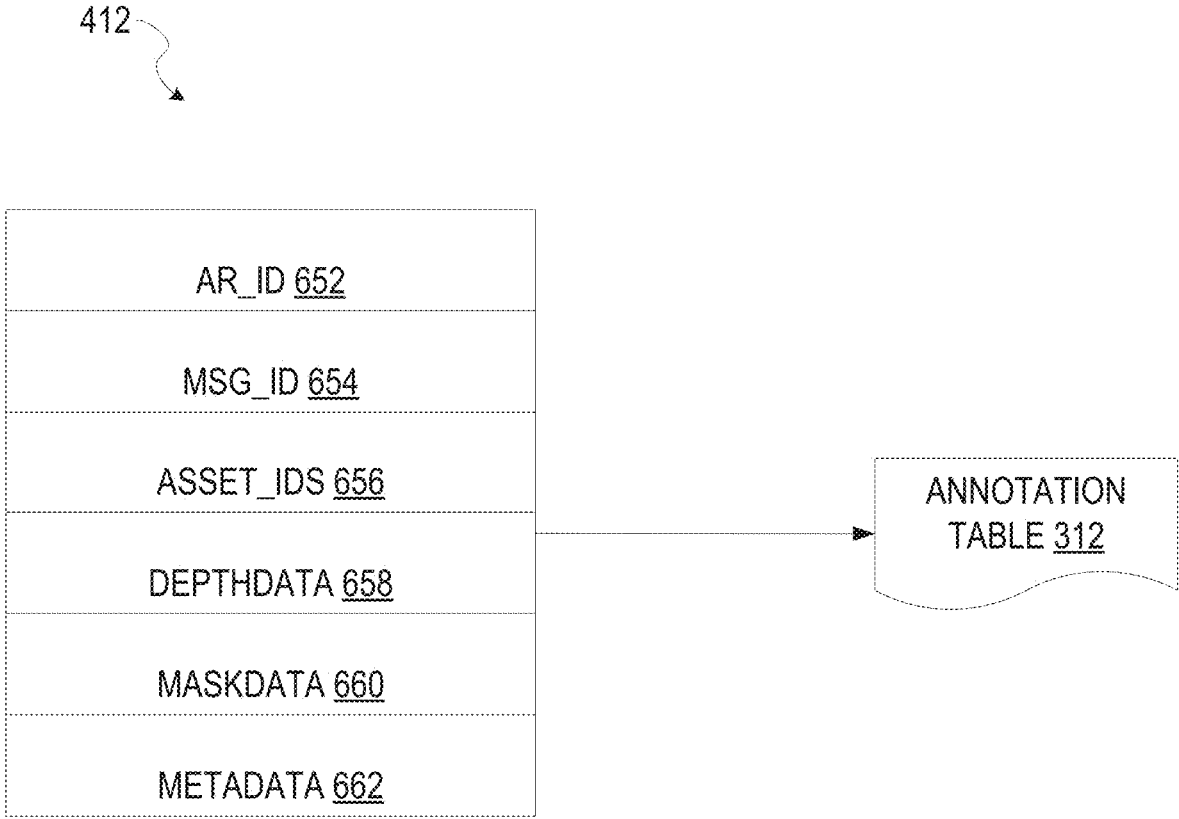 412
AR_ID 652
MSG_ID 654
ASSET_IDS 656
DEPTHDATA 658
MASKDATA 660
METADATA 662
ANNOTATION
TABLE 312